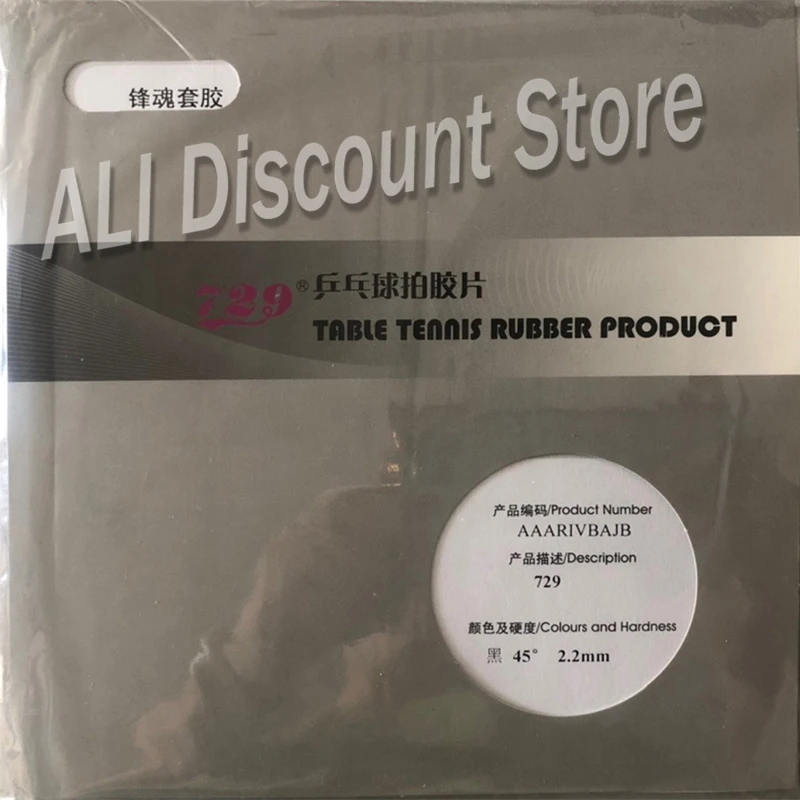 锋魂套胶
ALI Discount Store
729® 乒乓球拍胶片
TABLE TENNIS RUBBER PRODUCT
产品编码/Product Number
AAARIVBAJB
产品描述/Description
729
颜色及硬度/Colours and Hardness
黑 45° 2.2mm